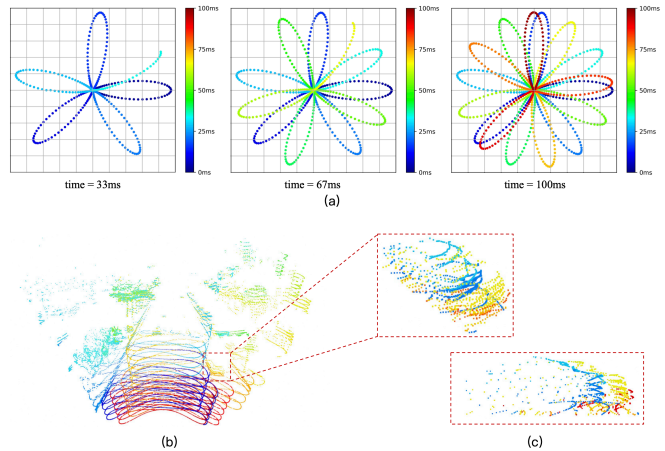 100ms
75ms
50ms
25ms
0ms
100ms
75ms
50ms
25ms
0ms
100ms
75ms
50ms
25ms
0ms
time = 33ms
time = 67ms
time = 100ms
(a)
(b)
(c)